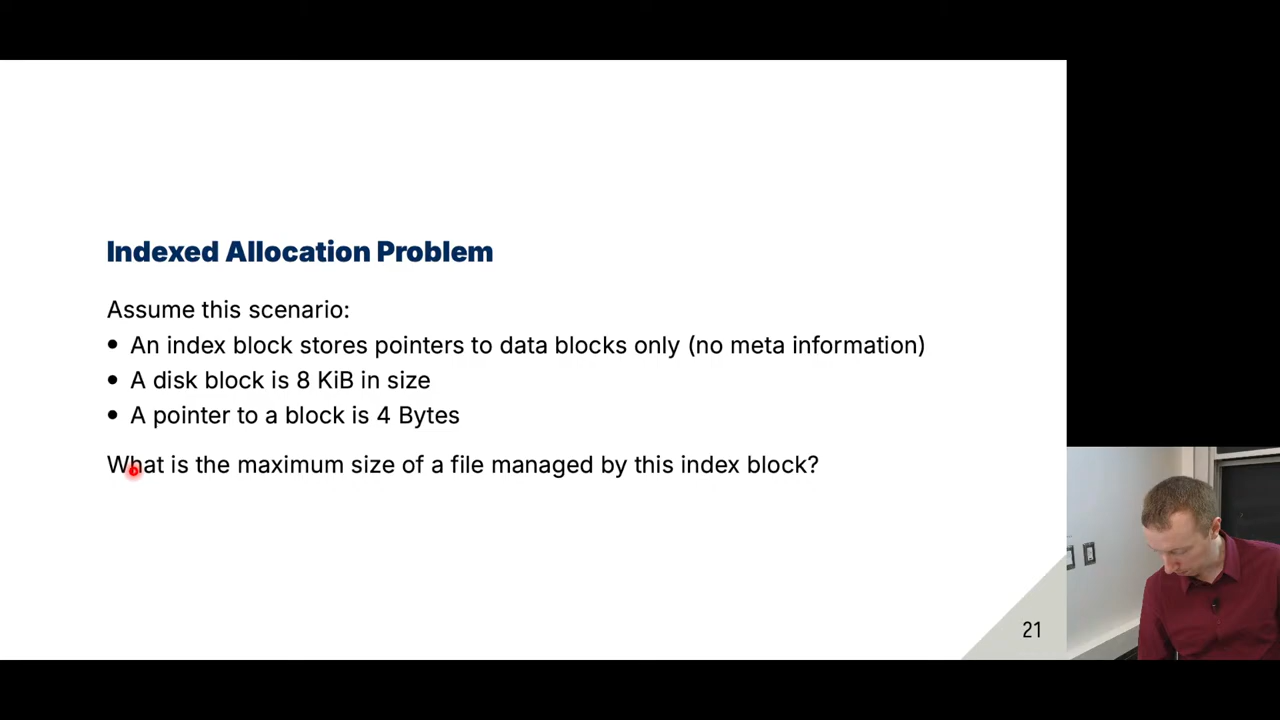 Indexed Allocation Problem
Assume this scenario:
• An index block stores pointers to data blocks only (no meta information)
• A disk block is 8 KiB in size
• A pointer to a block is 4 Bytes
What is the maximum size of a file managed by this index block?
21